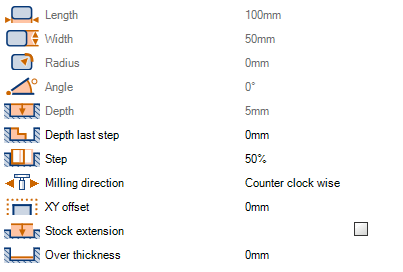 Length 100mm
Width 50mm
Radius 0mm
Angle 0°
Depth 5mm
Depth last step 0mm
Step 50%
Milling direction Counter clock wise
XY offset 0mm
Stock extension
Over thickness 0mm